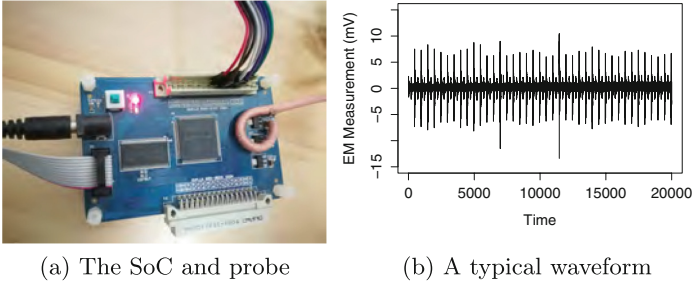 EM Measurement (mV)
15
10
5
0
−5
−15
0
5000
10000
15000
20000
Time
(a) The SoC and probe
(b) A typical waveform